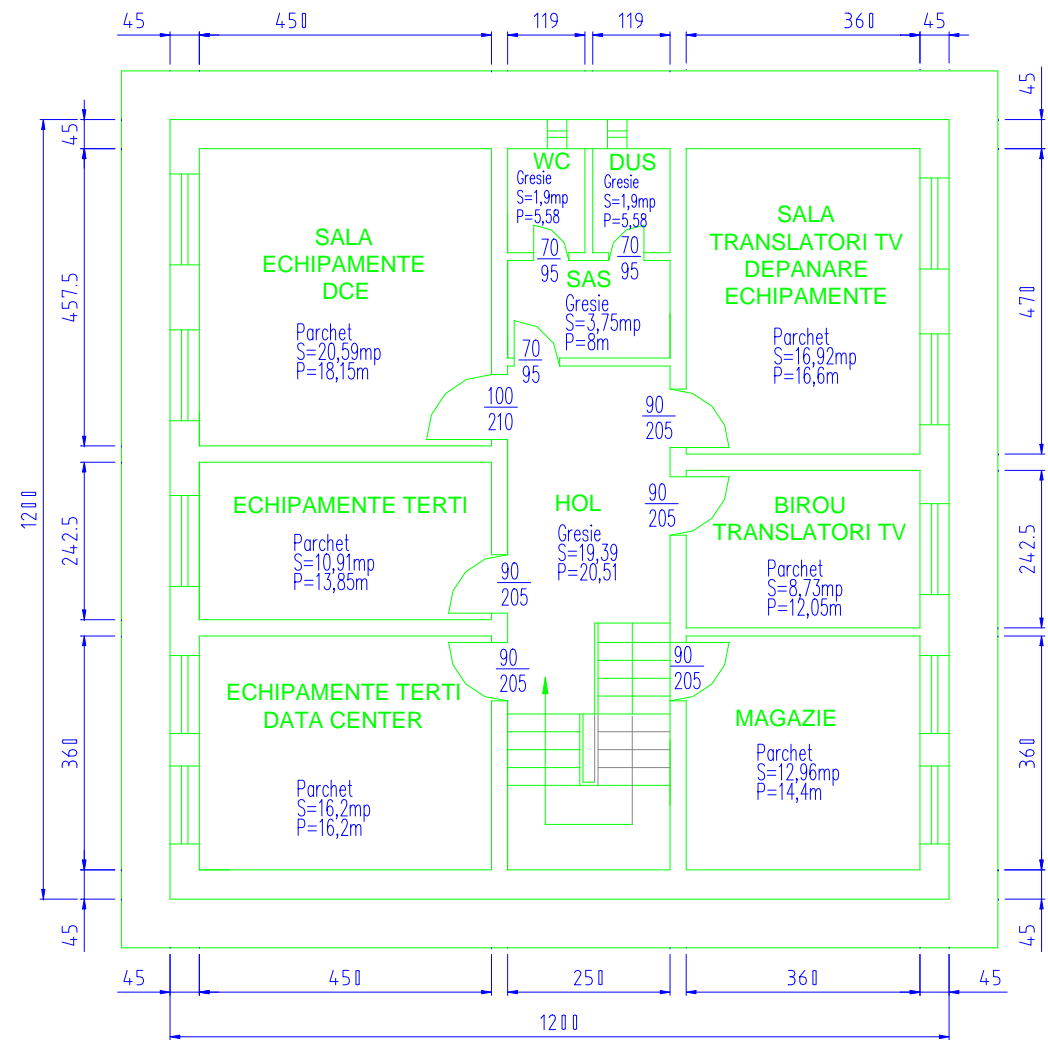 45
450
119
119
360
45
45
45
WC
DUS
Gresie
S=1,9mp
P=5,58
Gresie
S=1,9mp
P=5,58
70
95
70
95
SALA
ECHIPAMENTE
DCE
Parchet
S=20,59mp
P=18,15m
SALA
TRANSLATORI TV
DEPANARE
ECHIPAMENTE
Parchet
S=16,92mp
P=16,6m
SAS
Gresie
S=3,75mp
P=8m
70
95
457.5
470
100
210
90
205
1200
242.5
ECHIPAMENTE TERTI
Parchet
S=10,91mp
P=13,85m
HOL
Gresie
S=19,39
P=20,51
90
205
BIROU
TRANSLATORI TV
Parchet
S=8,73mp
P=12,05m
242.5
90
205
90
205
90
205
ECHIPAMENTE TERTI
DATA CENTER
Parchet
S=16,2mp
P=16,2m
MAGAZIE
Parchet
S=12,96mp
P=14,4m
360
360
45
45
45
450
250
360
45
1200